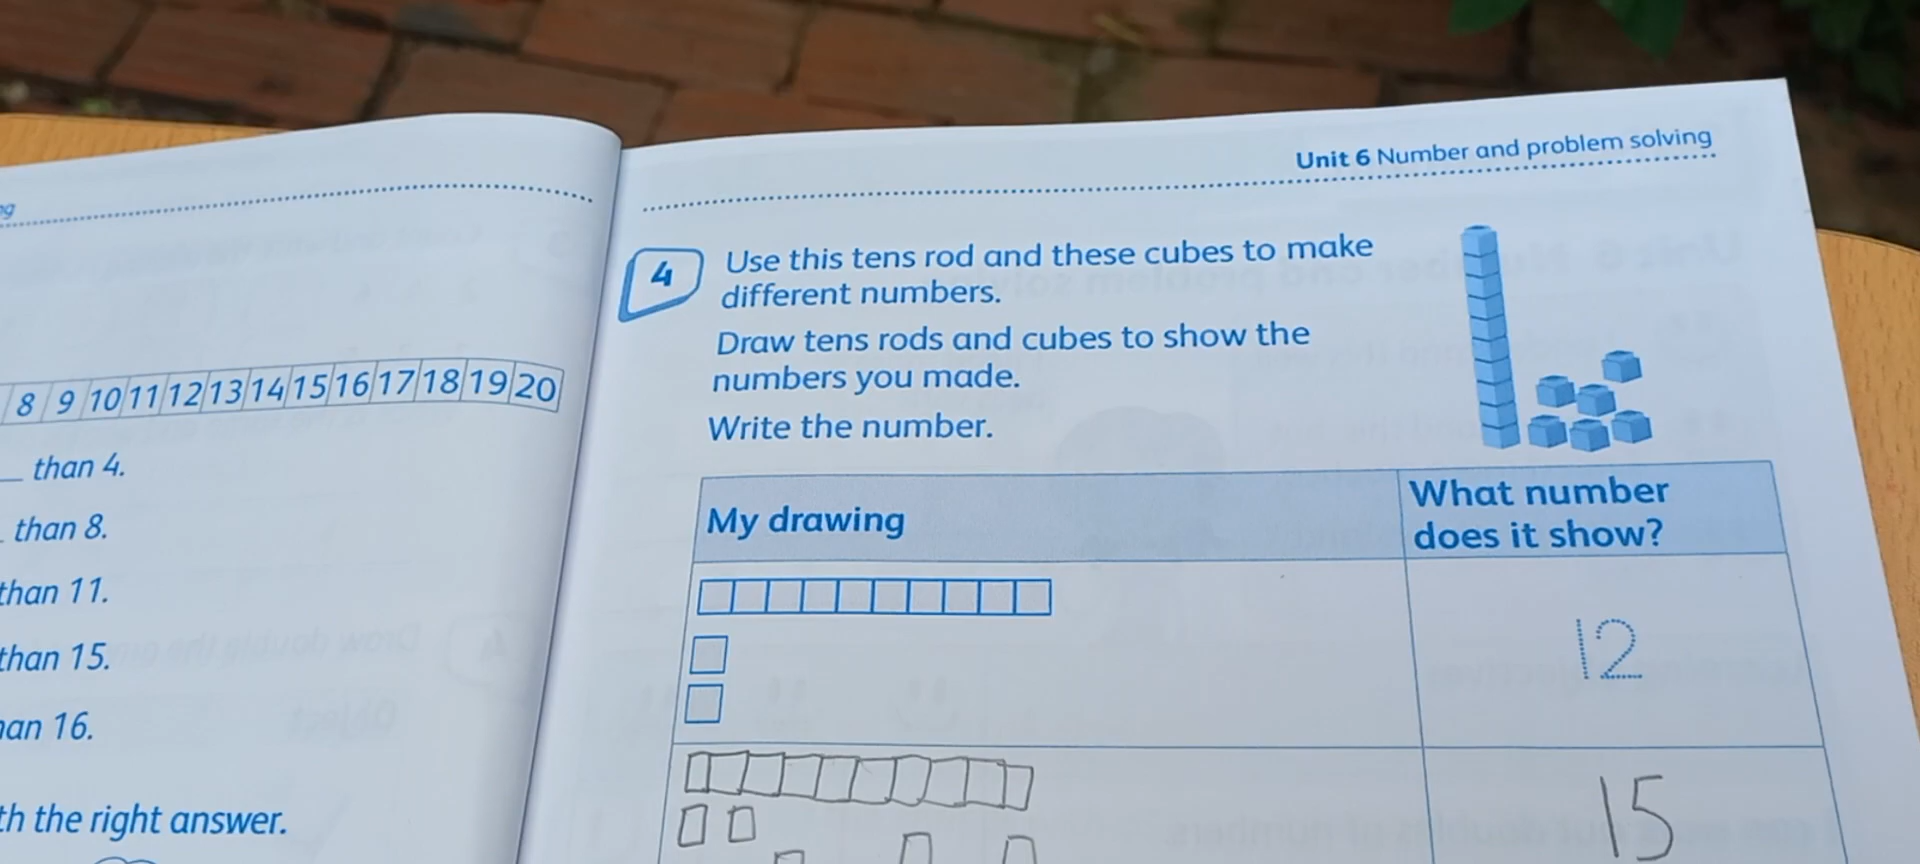 8 9 10 11 12 13 14 15 16 17 18 19 20
than 4.
than 8.
than 11.
than 15.
16.
the right answer.
Unit 6 Number and problem solving
4 Use this tens rod and these cubes to make
different numbers.
Draw tens rods and cubes to show the
numbers you made.
Write the number.
My drawing
What number
does it show?
12
15